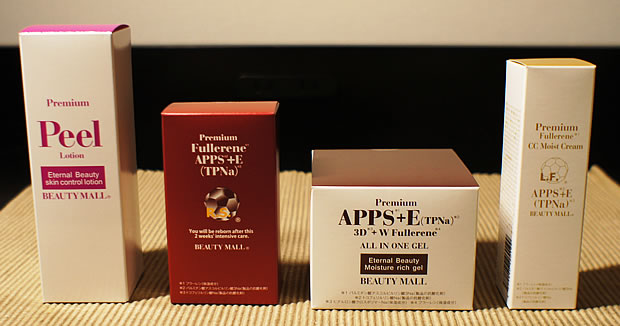 Premium
Peel
Lotion
Eternal Beauty
skin control lotion
BEAUTY MALL
Premium
Fullerene
APPS+E
(TPNa)
You will be reborn after this
2 weeks' intensive care.
BEAUTY MALL
Premium
APPS+E(TPNa)
3D+W Fullerene
ALL IN ONE GEL
Eternal Beauty
Moisture rich gel
BEAUTY MALL
Premium
Fullerene
CC Moist Cream
L.F.
APPS+E
(TPNa)
BEAUTY MALL